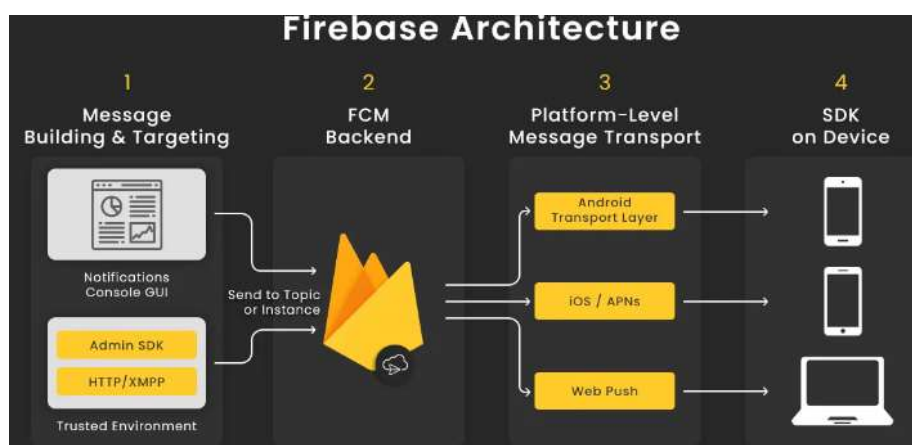 Firebase Architecture
1
Message
Building & Targeting
Notifications
Console GUI
Admin SDK
HTTP/XMPP
Trusted Environment
Send to Topic
or Instance
2
FCM
Backend
3
Platform-Level
Message Transport
Android
Transport Layer
iOS / APNs
Web Push
4
SDK
on Device